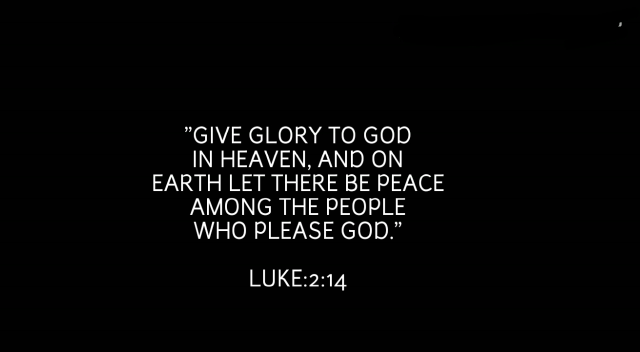 ”GIVE GLORY TO GOD
IN HEAVEN, AND ON
EARTH LET THERE BE PEACE
AMONG THE PEOPLE
WHO PLEASE GOD.”
LUKE:2:14